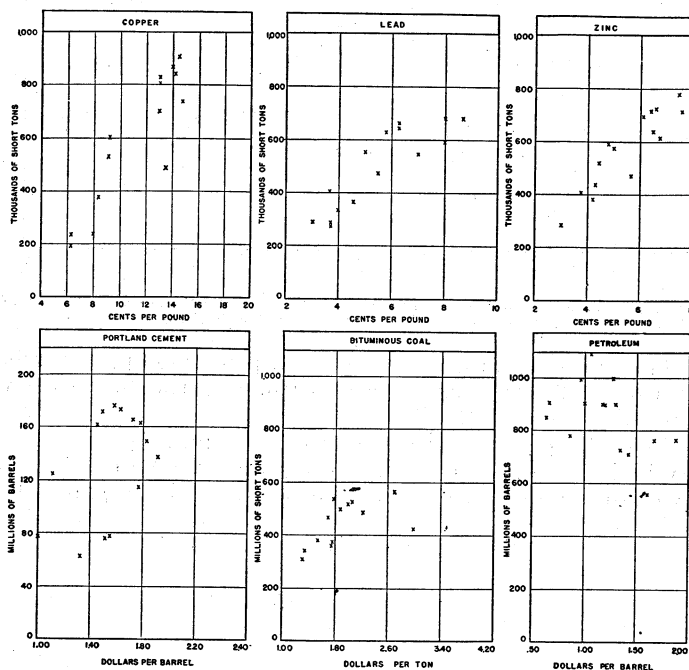 COPPER
1,000
800
600
400
200
0
THOUSANDS OF SHORT TONS
4 6 8 10 12 14 16 18 20
CENTS PER POUND
LEAD
1,000
800
600
400
200
0
THOUSANDS OF SHORT TONS
2 4 6 8 10
CENTS PER POUND
ZINC
1,000
800
600
400
200
0
THOUSANDS OF SHORT TONS
2 4 6 8
CENTS PER POUND
PORTLAND CEMENT
200
160
120
80
40
0
MILLIONS OF BARRELS
1.00 1.40 1.80 2.20 2.40
DOLLARS PER BARREL
BITUMINOUS COAL
1,000
800
600
400
200
0
MILLIONS OF SHORT TONS
1.00 1.80 2.60 3.40 4.20
DOLLARS PER TON
PETROLEUM
1,000
800
600
400
200
0
MILLIONS OF BARRELS
.50 1.00 1.50 2.00
DOLLARS PER BARREL